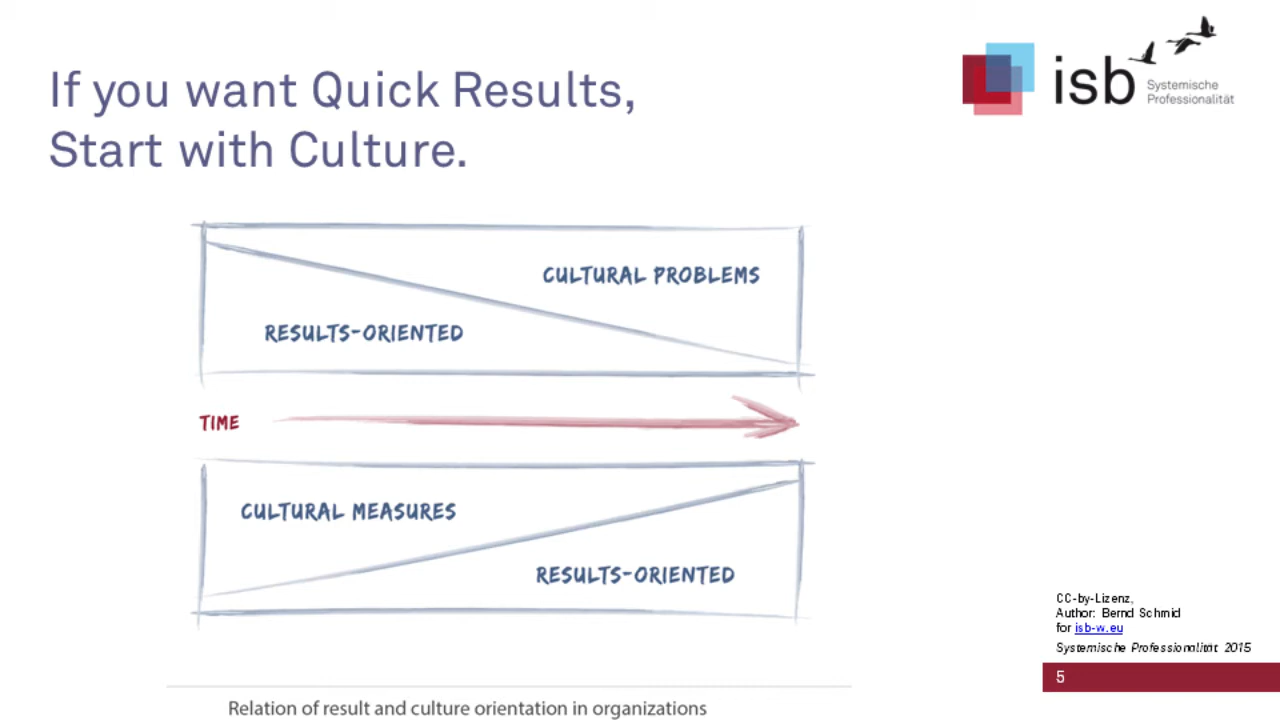 If you want Quick Results,
Start with Culture.
isb
Systemische
Professionalität
CULTURAL PROBLEMS
RESULTS-ORIENTED
TIME
CULTURAL MEASURES
RESULTS-ORIENTED
CC-by-Lizenz,
Author: Bernd Schmid
for isb-w.eu
Systemische Professionalität 2015
5
Relation of result and culture orientation in organizations